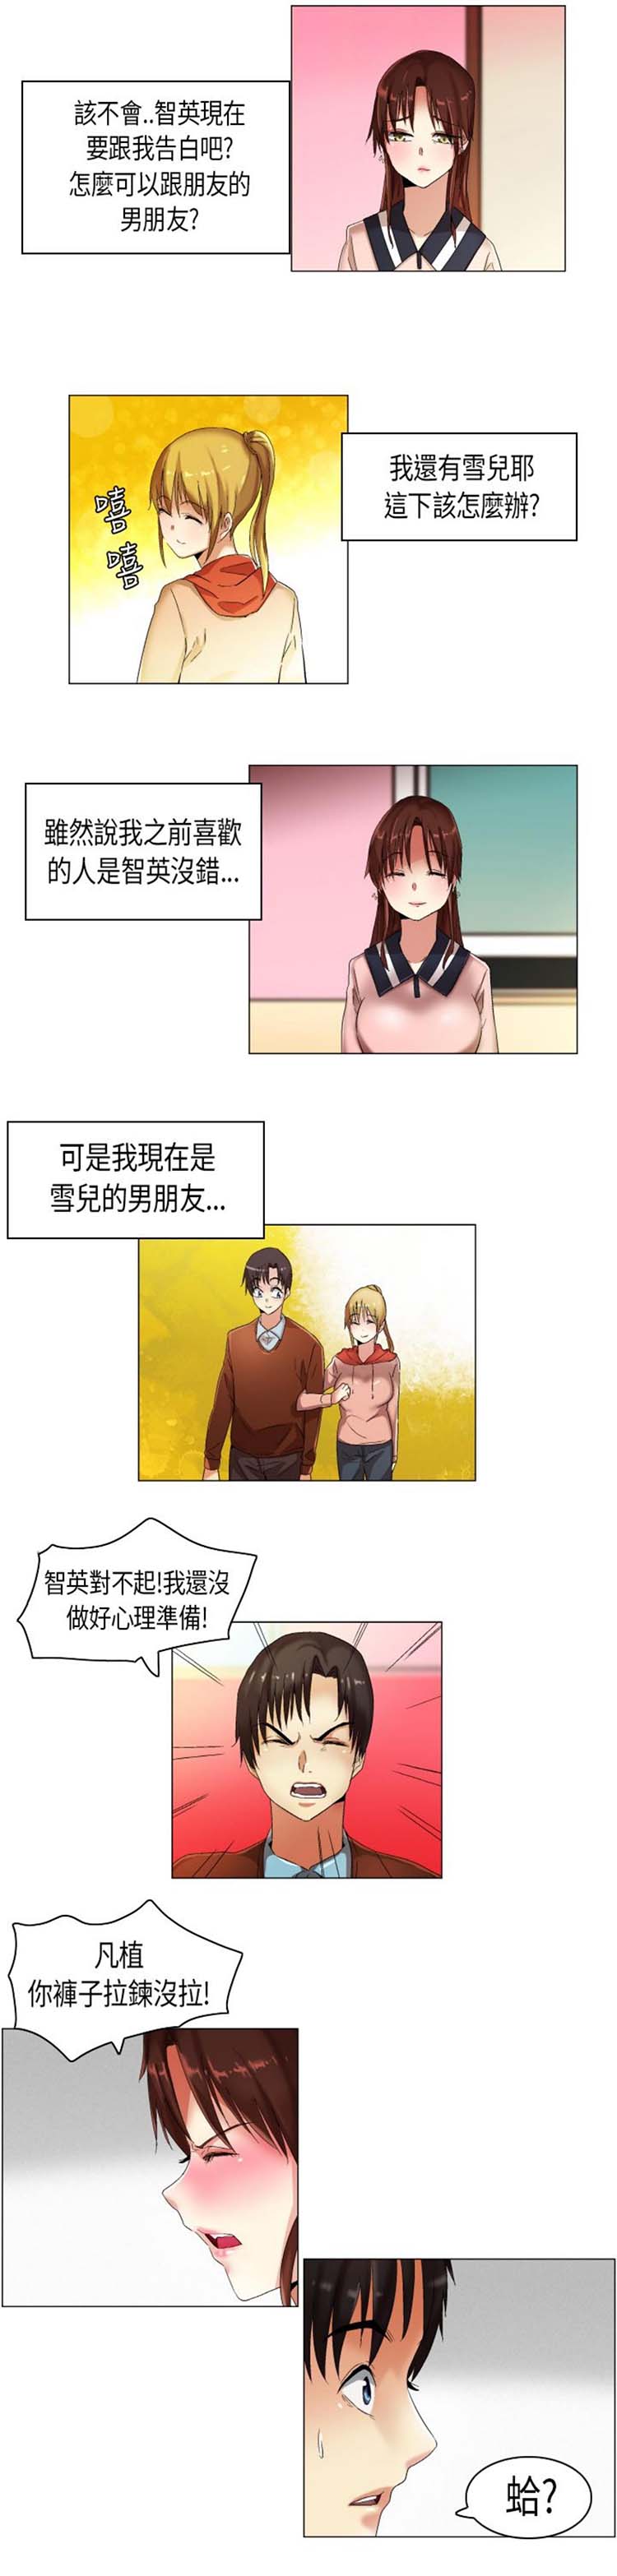 該不會..智英現在
要跟我告白吧?
怎麼可以跟朋友的
男朋友?
我還有雪兒耶
這下該怎麼辦?
嘻
嘻
雖然說我之前喜歡
的人是智英沒錯...
可是我現在是
雪兒的男朋友...
智英對不起!我還沒
做好心理準備!
凡植
你褲子拉鍊沒拉!
蛤?